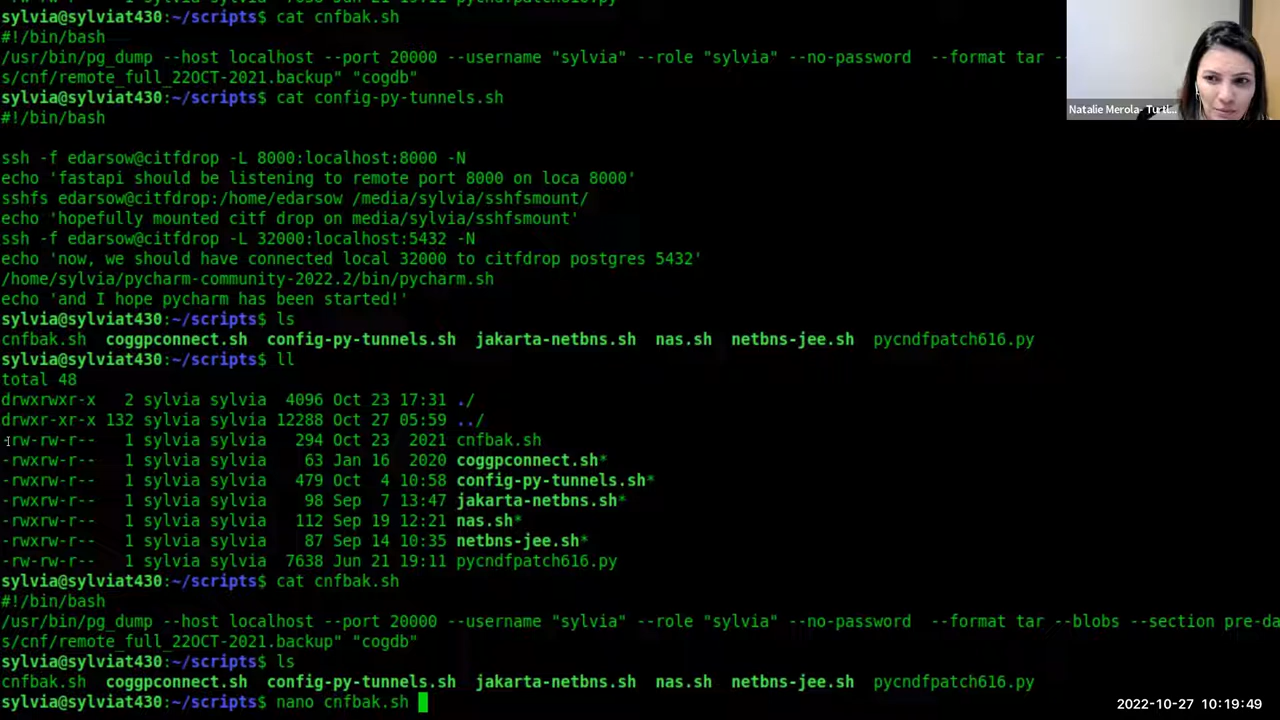 sylvia@sylviat430:~/scripts$ cat cnfbak.sh
#!/bin/bash
/usr/bin/pg_dump --host localhost --port 20000 --username "sylvia" --role "sylvia" --no-password  --format tar --
s/cnf/remote_full_22OCT-2021.backup" "cogdb"
sylvia@sylviat430:~/scripts$ cat config-py-tunnels.sh
#!/bin/bash
ssh -f edarsow@citfdrop -L 8000:localhost:8000 -N
echo 'fastapi should be listening to remote port 8000 on loca 8000'
sshfs edarsow@citfdrop:/home/edarsow /media/sylvia/sshfsmount/
echo 'hopefully mounted citf drop on media/sylvia/sshfsmount'
ssh -f edarsow@citfdrop -L 32000:localhost:5432 -N
echo 'now, we should have connected local 32000 to citfdrop postgres 5432'
/home/sylvia/pycharm-community-2022.2/bin/pycharm.sh
echo 'and I hope pycharm has been started!'
sylvia@sylviat430:~/scripts$ ls
cnfbak.sh  coggpconnect.sh  config-py-tunnels.sh  jakarta-netbns.sh  nas.sh  netbns-jee.sh  pycndfpatch616.py
sylvia@sylviat430:~/scripts$ ll
total 48
drwxrwxr-x   2 sylvia sylvia  4096 Oct 23 17:31 ./
drwxr-xr-x 132 sylvia sylvia 12288 Oct 27 05:59 ../
-rw-rw-r--   1 sylvia sylvia   294 Oct 23  2021 cnfbak.sh
-rwxrw-r--   1 sylvia sylvia    63 Jan 16  2020 coggpconnect.sh*
-rwxrw-r--   1 sylvia sylvia   479 Oct  4 10:58 config-py-tunnels.sh*
-rwxrw-r--   1 sylvia sylvia    98 Sep  7 13:47 jakarta-netbns.sh*
-rwxrw-r--   1 sylvia sylvia   112 Sep 19 12:21 nas.sh*
-rwxrw-r--   1 sylvia sylvia    87 Sep 14 10:35 netbns-jee.sh*
-rw-rw-r--   1 sylvia sylvia  7638 Jun 21 19:11 pycndfpatch616.py
sylvia@sylviat430:~/scripts$ cat cnfbak.sh
#!/bin/bash
/usr/bin/pg_dump --host localhost --port 20000 --username "sylvia" --role "sylvia" --no-password  --format tar --blobs --section pre-da
s/cnf/remote_full_22OCT-2021.backup" "cogdb"
sylvia@sylviat430:~/scripts$ ls
cnfbak.sh  coggpconnect.sh  config-py-tunnels.sh  jakarta-netbns.sh  nas.sh  netbns-jee.sh  pycndfpatch616.py
sylvia@sylviat430:~/scripts$ nano cnfbak.sh
Natalie Merola- Turtl...
2022-10-27 10:19:49